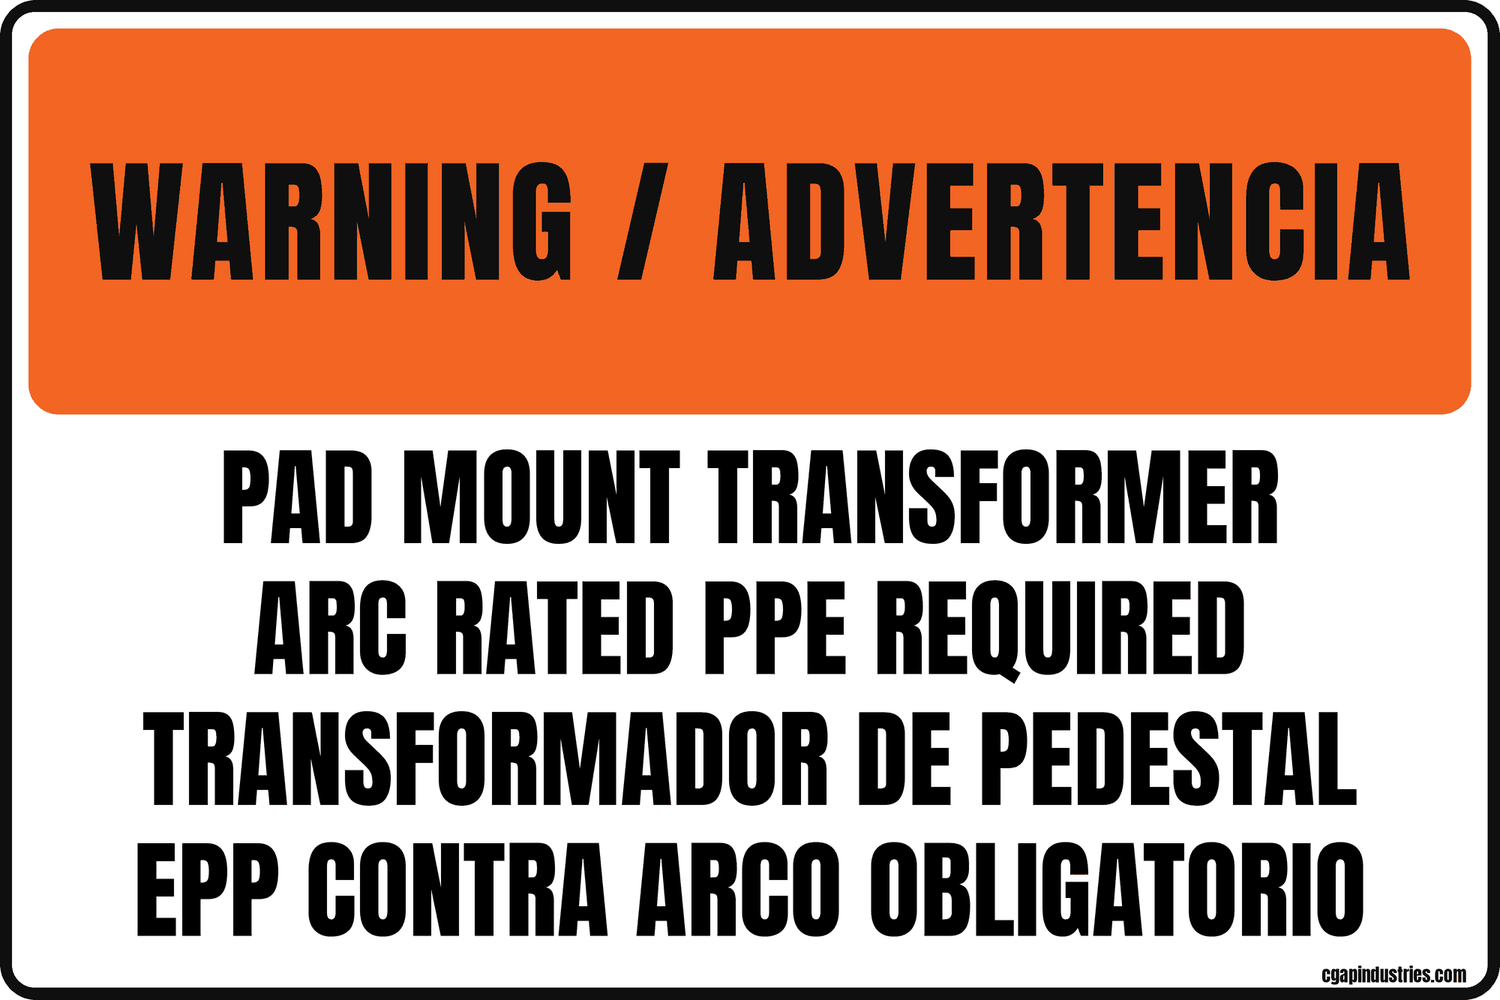 WARNING / ADVERTENCIA
PAD MOUNT TRANSFORMER
ARC RATED PPE REQUIRED
TRANSFORMADOR DE PEDESTAL
EPP CONTRA ARCO OBLIGATORIO
cgapindustries.com